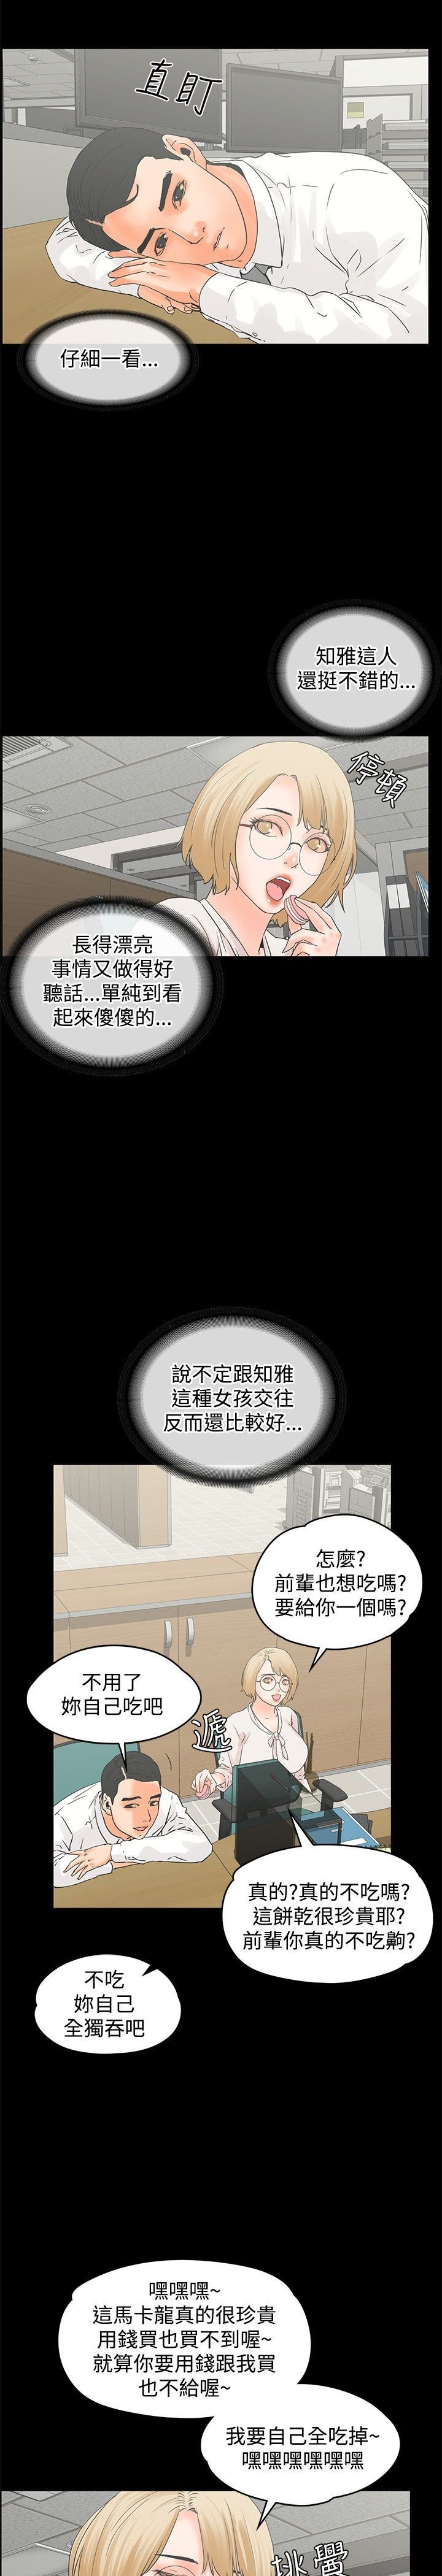 直盯
仔細一看...
知雅這人
還挺不錯的...
停頓
長得漂亮
事情又做得好
聽話...單純到看
起來傻傻的...
說不定跟知雅
這種女孩交往
反而還比較好...
怎麼?
前輩也想吃嗎?
要給你一個嗎?
不用了
妳自己吃吧
遞
真的?真的不吃嗎?
這餅乾很珍貴耶?
前輩你真的不吃齁?
不吃
妳自己
全獨吞吧
嘿嘿嘿~
這馬卡龍真的很珍貴
用錢買也買不到喔~
就算你要用錢跟我買
也不給喔~
我要自己全吃掉~
嘿嘿嘿嘿嘿嘿
挑釁